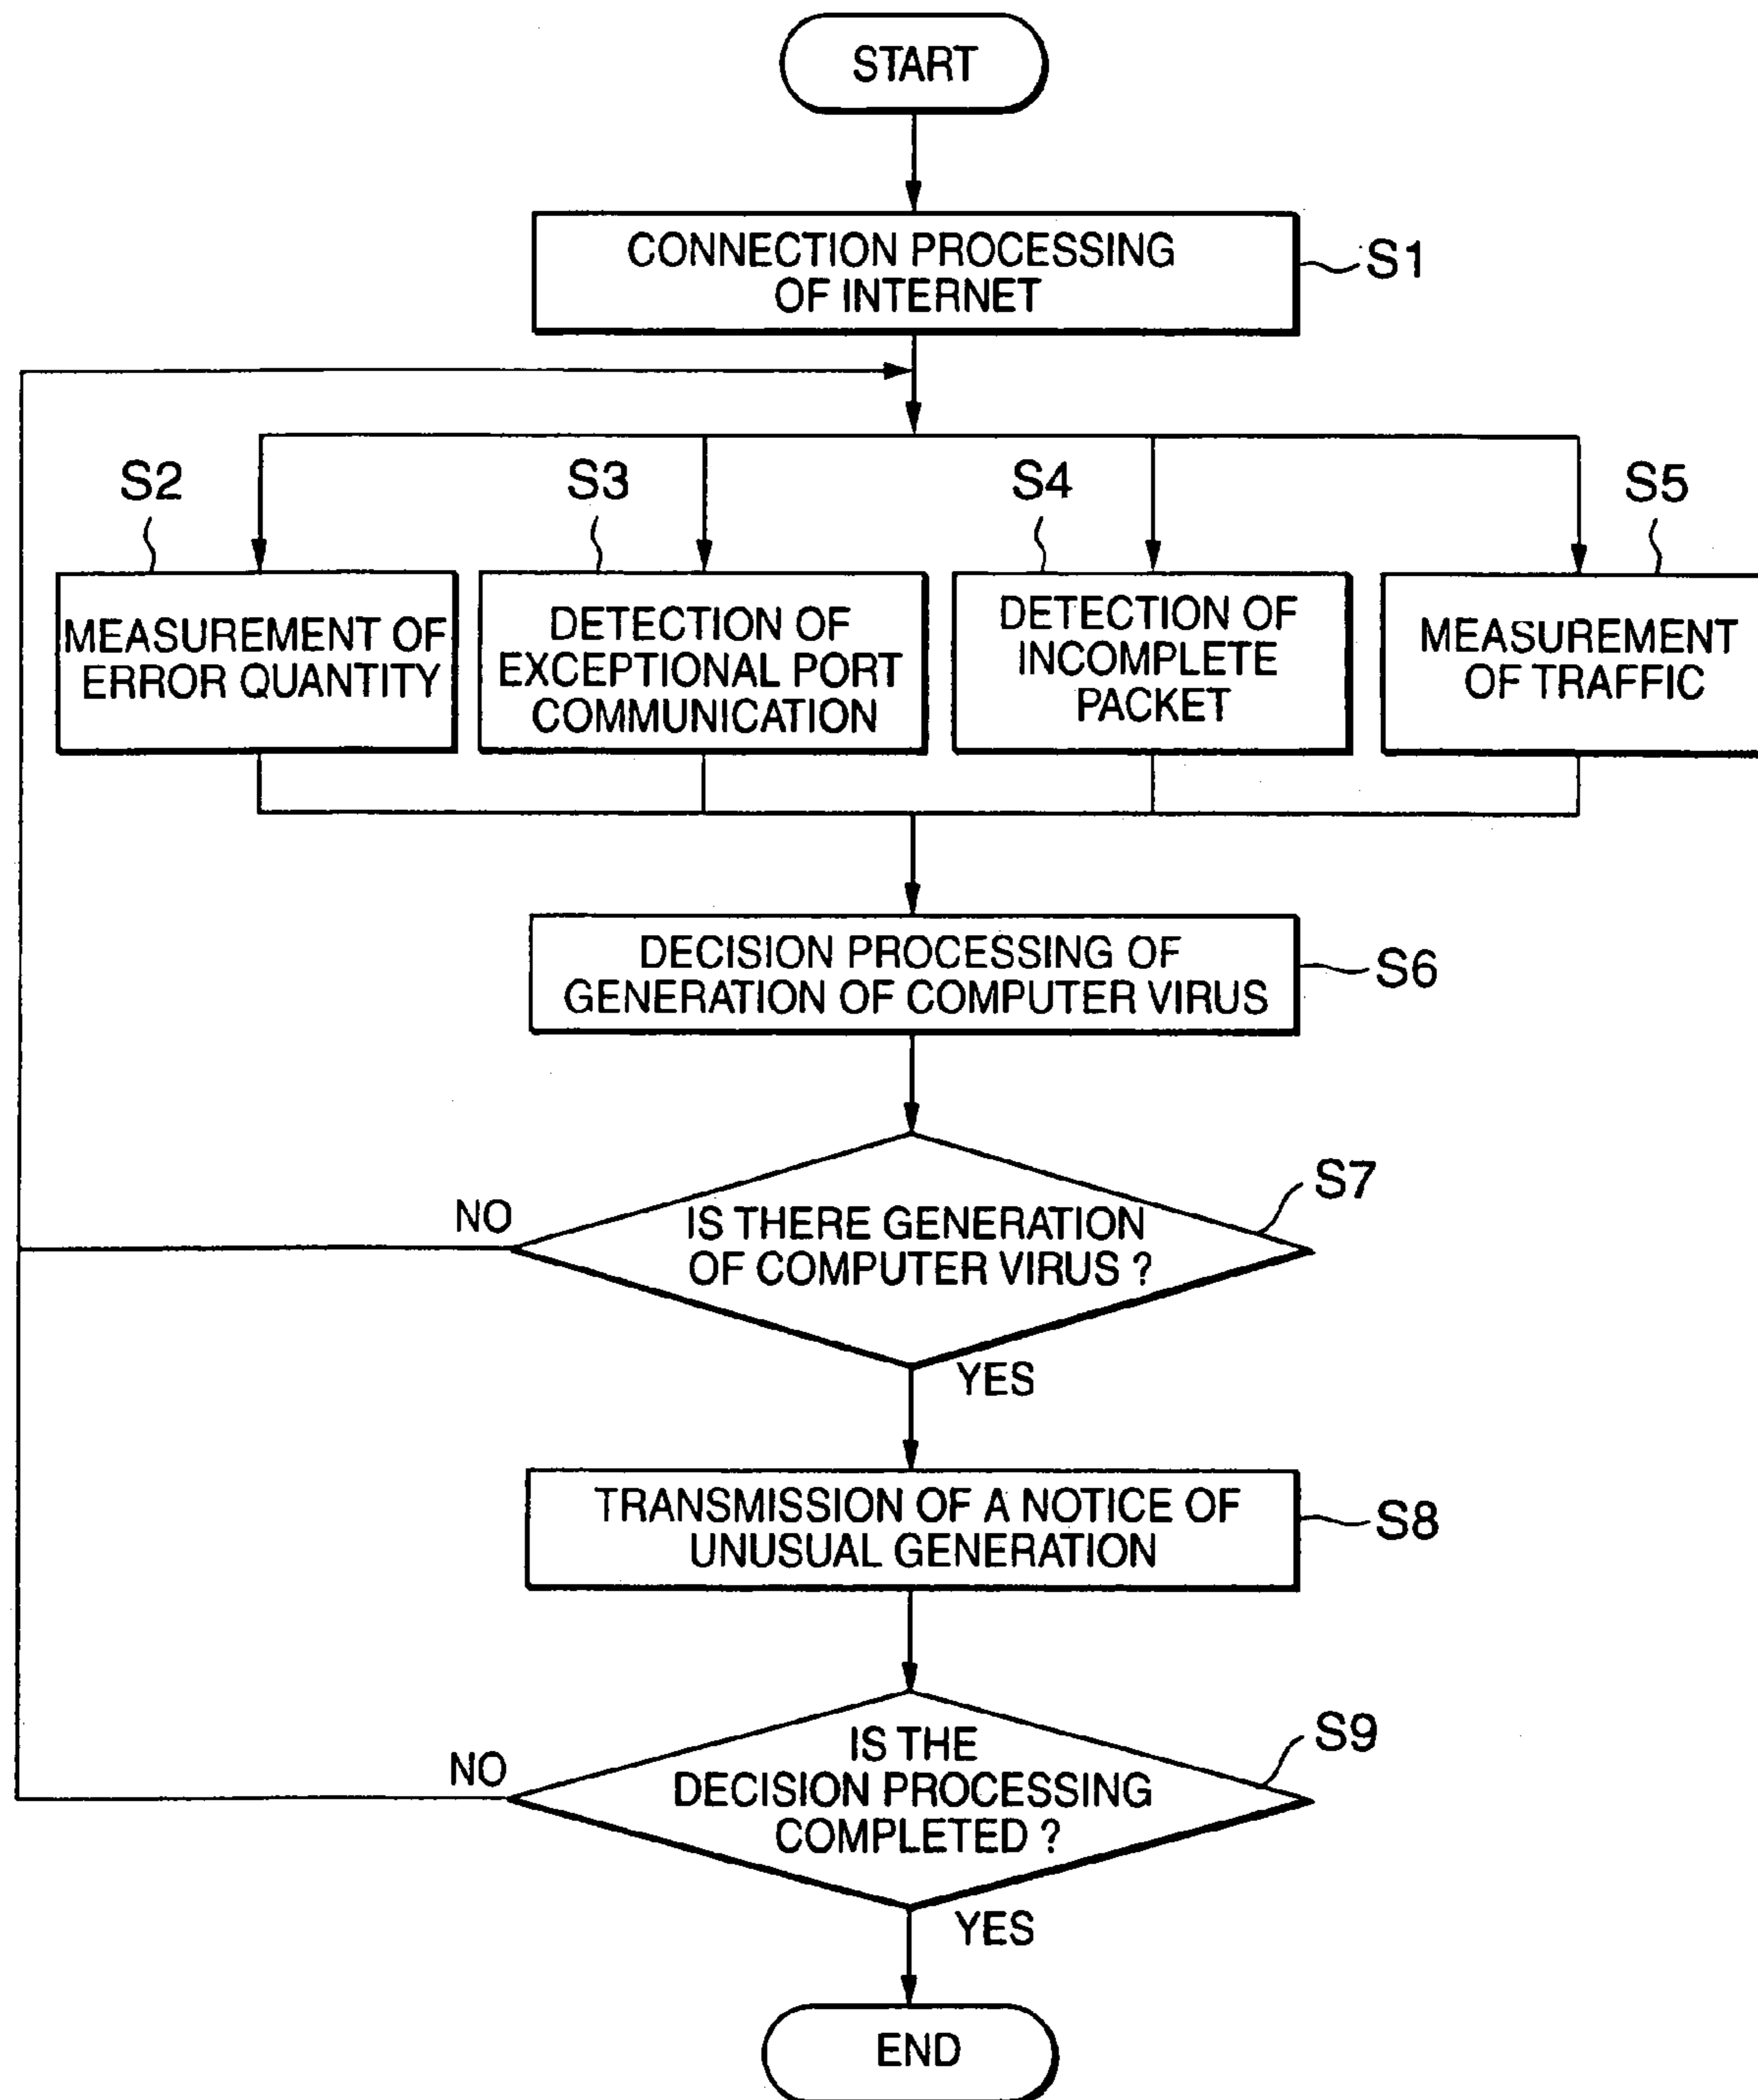 START
CONNECTION PROCESSING
OF INTERNET
S1
S2
S3
S4
S5
MEASUREMENT OF
ERROR QUANTITY
DETECTION OF
EXCEPTIONAL PORT
COMMUNICATION
DETECTION OF
INCOMPLETE
PACKET
MEASUREMENT
OF TRAFFIC
DECISION PROCESSING OF
GENERATION OF COMPUTER VIRUS
S6
S7
NO
IS THERE GENERATION
OF COMPUTER VIRUS ?
YES
TRANSMISSION OF A NOTICE OF
UNUSUAL GENERATION
S8
S9
NO
IS THE
DECISION PROCESSING
COMPLETED ?
YES
END